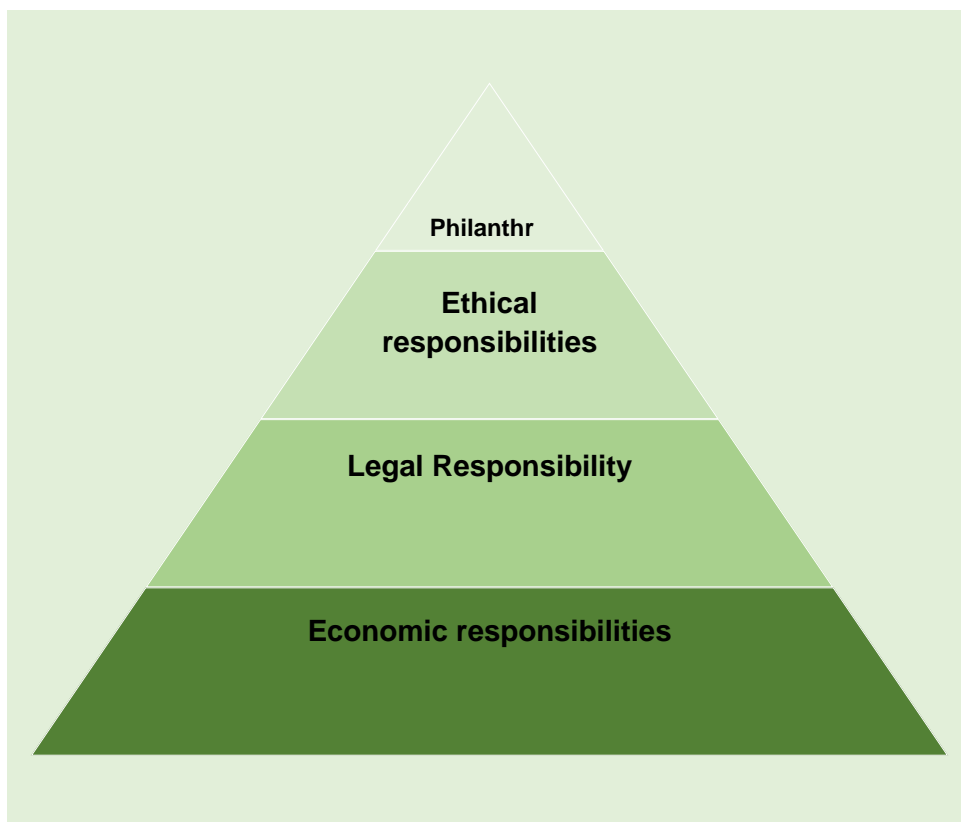 Philanthr
Ethical
responsibilities
Legal Responsibility
Economic responsibilities